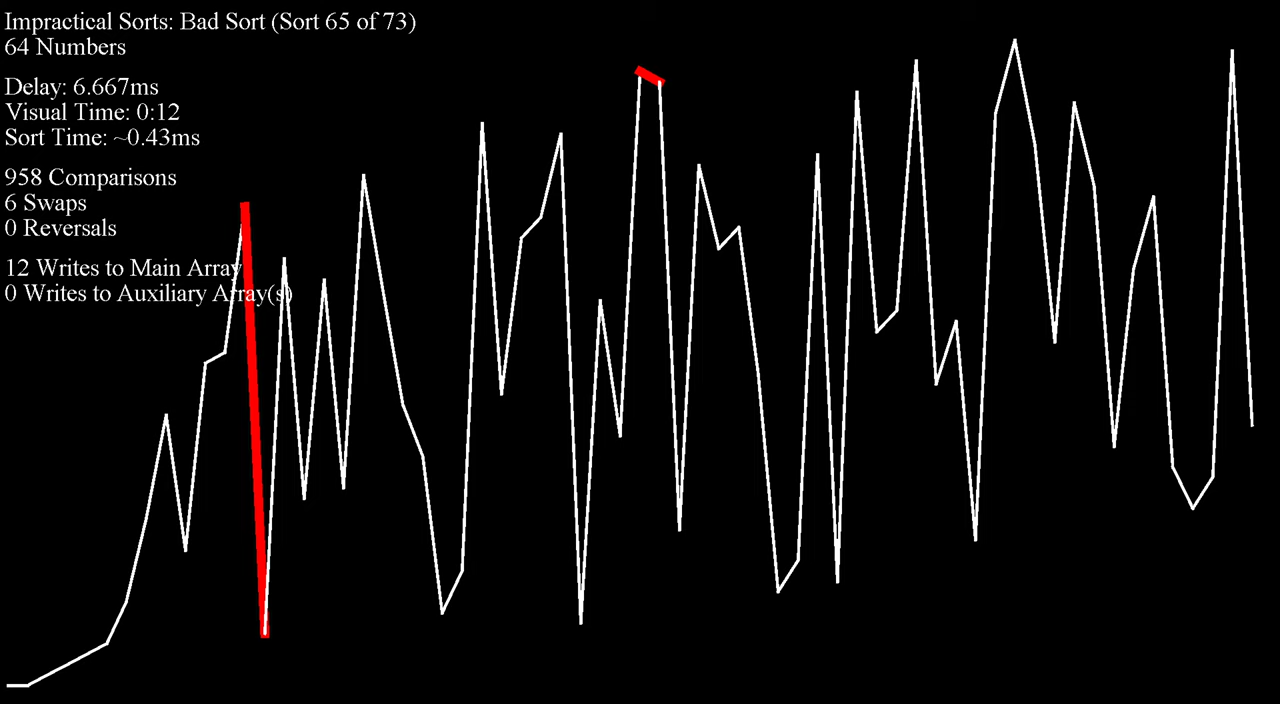 Impractical Sorts: Bad Sort (Sort 65 of 73)
64 Numbers
Delay: 6.667ms
Visual Time: 0:12
Sort Time: ~0.43ms
958 Comparisons
6 Swaps
0 Reversals
12 Writes to Main Array
0 Writes to Auxiliary Array(s)